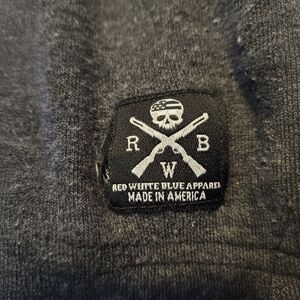 R B
W
RED WHITE BLUE APPAREL
MADE IN AMERICA